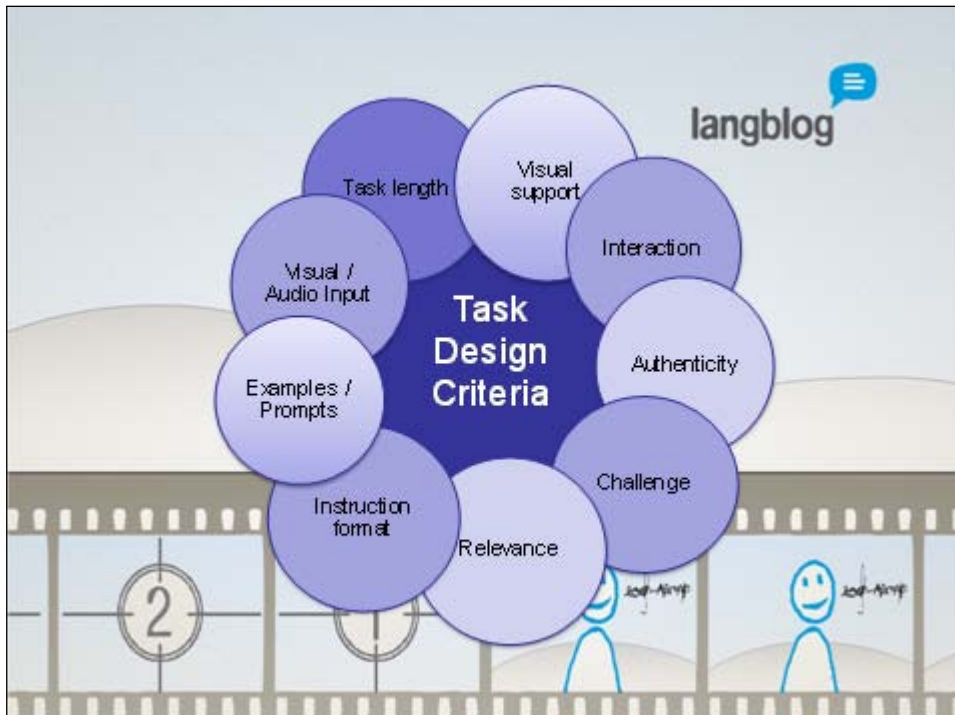 langblog
Task length
Visual
support
Interaction
Visual /
Audio Input
Task
Design
Criteria
Authenticity
Examples /
Prompts
Challenge
Instruction
format
Relevance
2
1